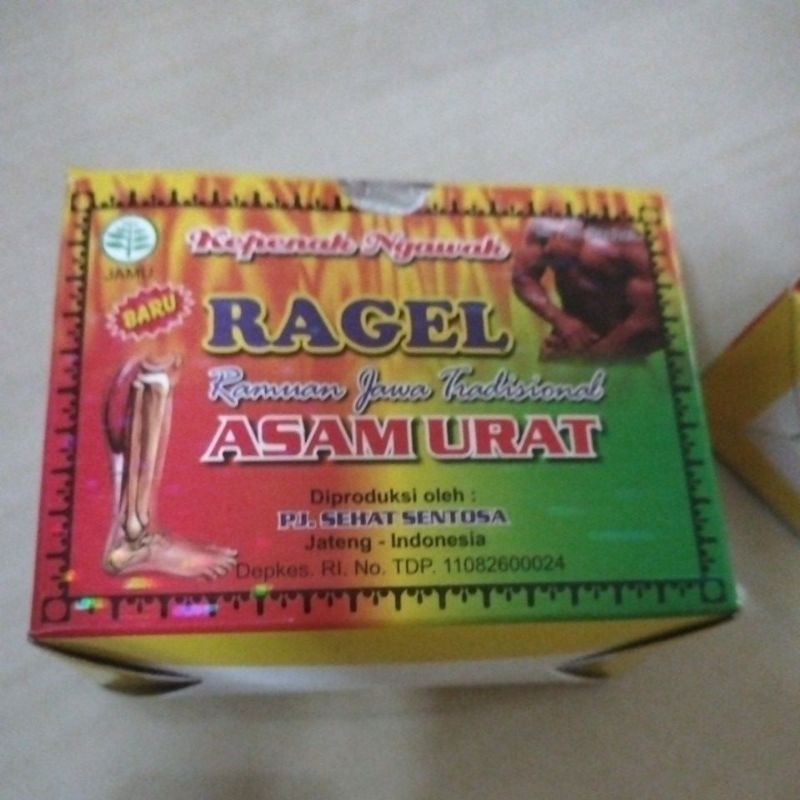 Kepenak Ngawak
JAMU
BARU
RAGEL
Ramuan Jawa Tradisional
ASAM URAT
Diproduksi oleh :
PJ. SEHAT SENTOSA
Jateng - Indonesia
Depkes. RI. No. TDP. 11082600024